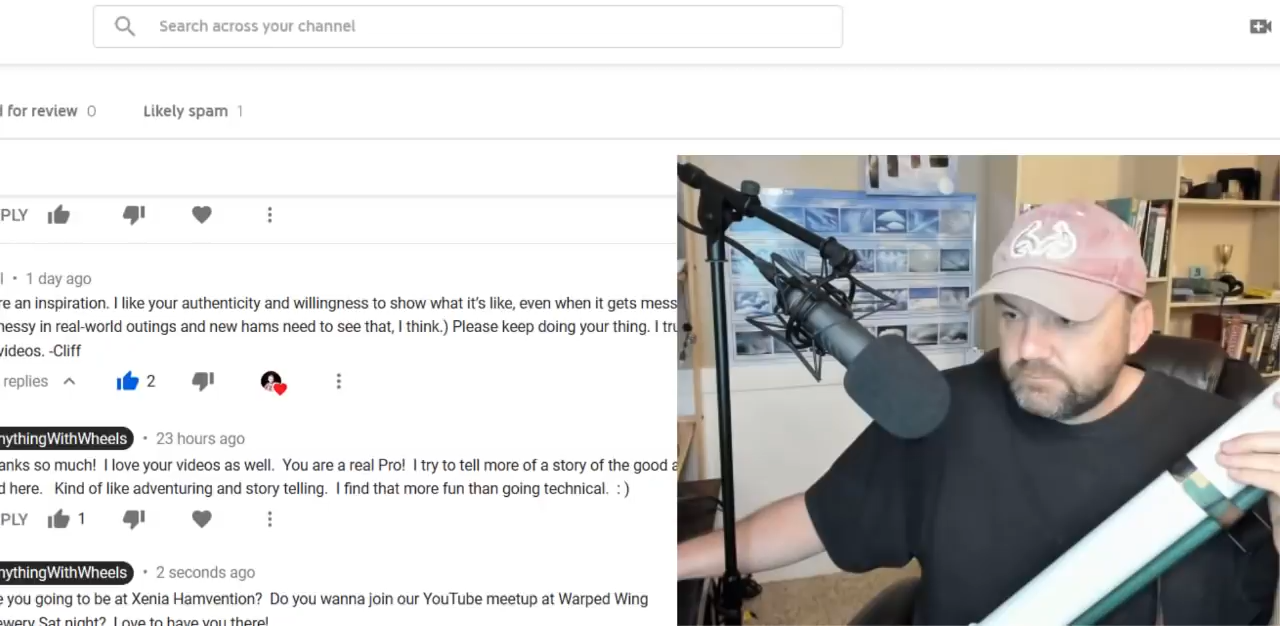 Search across your channel
for review 0 Likely spam 1
PLY
1 day ago
re an inspiration. I like your authenticity and willingness to show what it's like, even when it gets mess
nessy in real-world outings and new hams need to see that, I think.) Please keep doing your thing. I tru
videos. -Cliff
replies 2
nythingWithWheels • 23 hours ago
anks so much! I love your videos as well. You are a real Pro! I try to tell more of a story of the good a
d here. Kind of like adventuring and story telling. I find that more fun than going technical. : )
PLY 1
nythingWithWheels • 2 seconds ago
e you going to be at Xenia Hamvention? Do you wanna join our YouTube meetup at Warped Wing
ewery Sat night? Love to have you there!